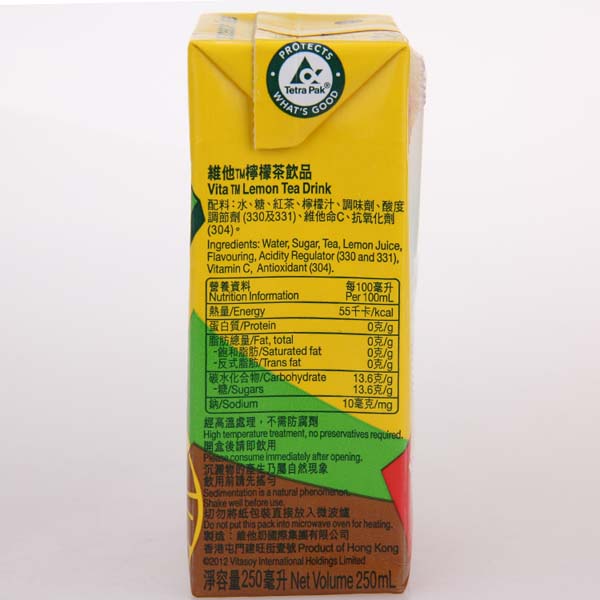 PROTECTS
Tetra Pak®
WHAT'S GOOD
維他™檸檬茶飲品
Vita™ Lemon Tea Drink
配料：水、糖、紅茶、檸檬汁、調味劑、酸度
調節劑(330及331)、維他命C、抗氧化劑
(304)。
Ingredients: Water, Sugar, Tea, Lemon Juice,
Flavouring, Acidity Regulator (330 and 331),
Vitamin C, Antioxidant (304).
營養資料 每100毫升
Nutrition Information Per 100mL
熱量/Energy 55千卡/kcal
蛋白質/Protein 0克/g
脂肪總量/Fat, total 0克/g
-飽和脂肪/Saturated fat 0克/g
-反式脂肪/Trans fat 0克/g
碳水化合物/Carbohydrate 13.6克/g
-糖/Sugars 13.6克/g
鈉/Sodium 10毫克/mg
經高溫處理，不需防腐劑
High temperature treatment, no preservatives required.
開盒後請即飲用
Please consume immediately after opening.
沉澱物的產生乃屬自然現象
飲用前請先搖勻
Sedimentation is a natural phenomenon.
Shake well before use.
切勿將紙包裝直接放入微波爐
Do not put this pack into microwave oven for heating.
製造：維他奶國際集團有限公司
香港屯門建旺街壹號 Product of Hong Kong
©2012 Vitasoy International Holdings Limited
淨容量250毫升 Net Volume 250mL